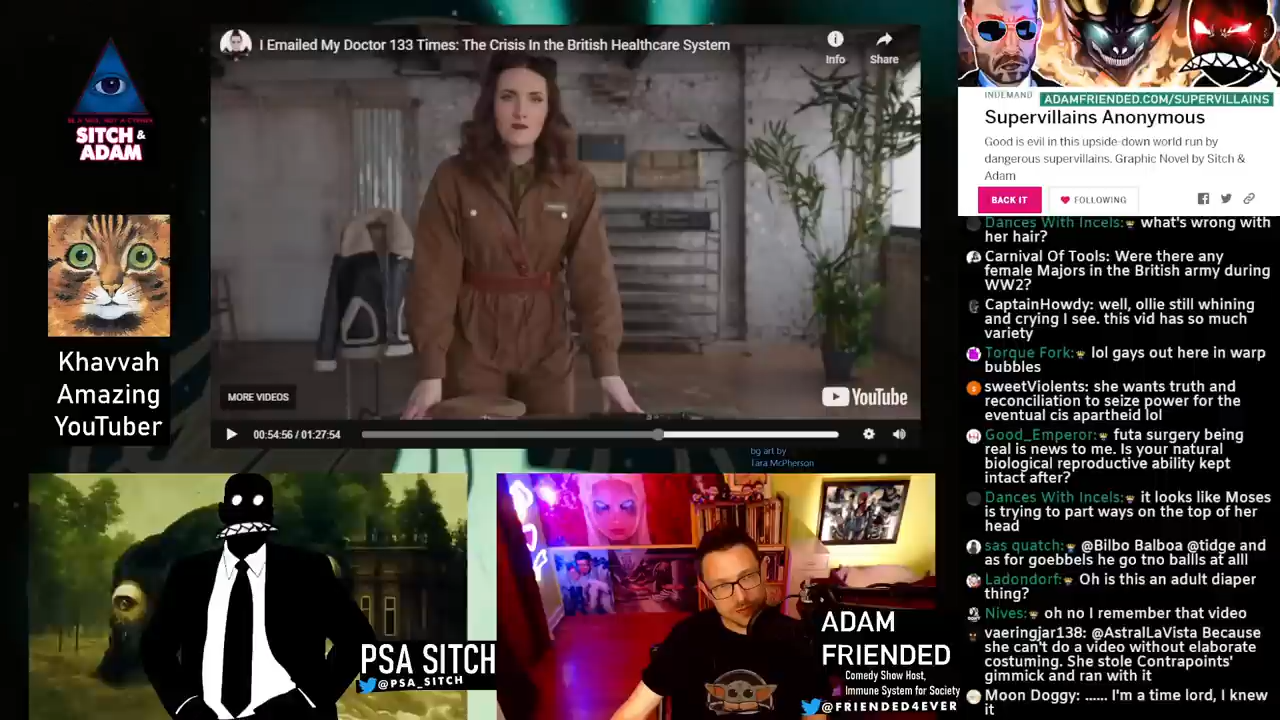 I Emailed My Doctor 133 Times: The Crisis In the British Healthcare System
Info
Share
MORE VIDEOS
YouTube
00:54:56 / 01:27:54
BE A WOLF, NOT A SHEEP
SITCH &
ADAM
Khavvah
Amazing
YouTuber
bg art by
Tara McPherson
PSA SITCH
@PSA_SITCH
ADAM
FRIENDED
Comedy Show Host,
Immune System for Society
@FRIENDED4EVER
INDEMAND
ADAMFRIENDED.COM/SUPERVILLAINS
Supervillains Anonymous
Good is evil in this upside-down world run by
dangerous supervillains. Graphic Novel by Sitch &
Adam
BACK IT
FOLLOWING
Dances With Incels: what's wrong with
her hair?
Carnival Of Tools: Were there any
female Majors in the British army during
WW2?
CaptainHowdy: well, ollie still whining
and crying I see. this vid has so much
variety
Torque Fork: lol gays out here in warp
bubbles
sweetViolents: she wants truth and
reconciliation to seize power for the
eventual cis apartheid lol
Good_Emperor: futa surgery being
real is news to me. Is your natural
biological reproductive ability kept
intact after?
Dances With Incels: it looks like Moses
is trying to part ways on the top of her
head
sas quatch: @Bilbo Balboa @tidge and
as for goebbels he go tno ballls at alll
Ladondorf: Oh is this an adult diaper
thing?
Nives: oh no I remember that video
vaeringjar138: @AstralLaVista Because
she can't do a video without elaborate
costuming. She stole Contrapoints'
gimmick and ran with it
Moon Doggy: ...... I'm a time lord, I knew
it